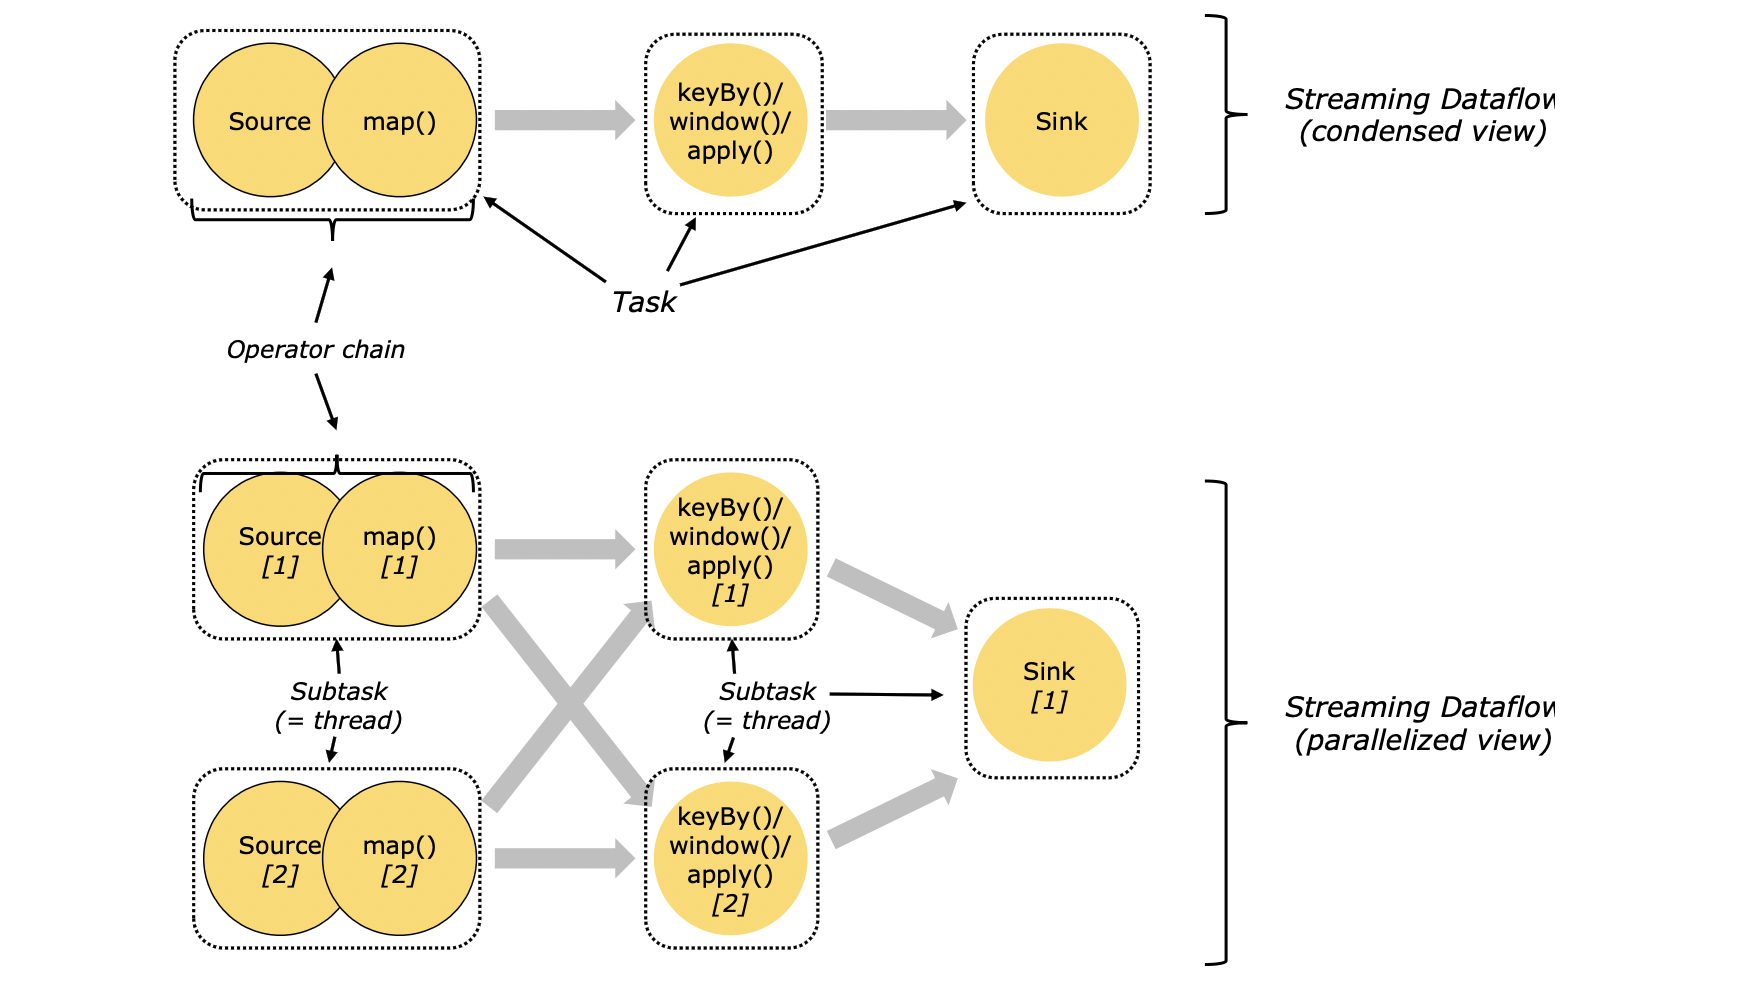 Source
map()
keyBy()/
window()/
apply()
Sink
Streaming Dataflow
(condensed view)
Task
Operator chain
Source
[1]
map()
[1]
keyBy()/
window()/
apply()
[1]
Subtask
(= thread)
Subtask
(= thread)
Sink
[1]
Streaming Dataflow
(parallelized view)
Source
[2]
map()
[2]
keyBy()/
window()/
apply()
[2]